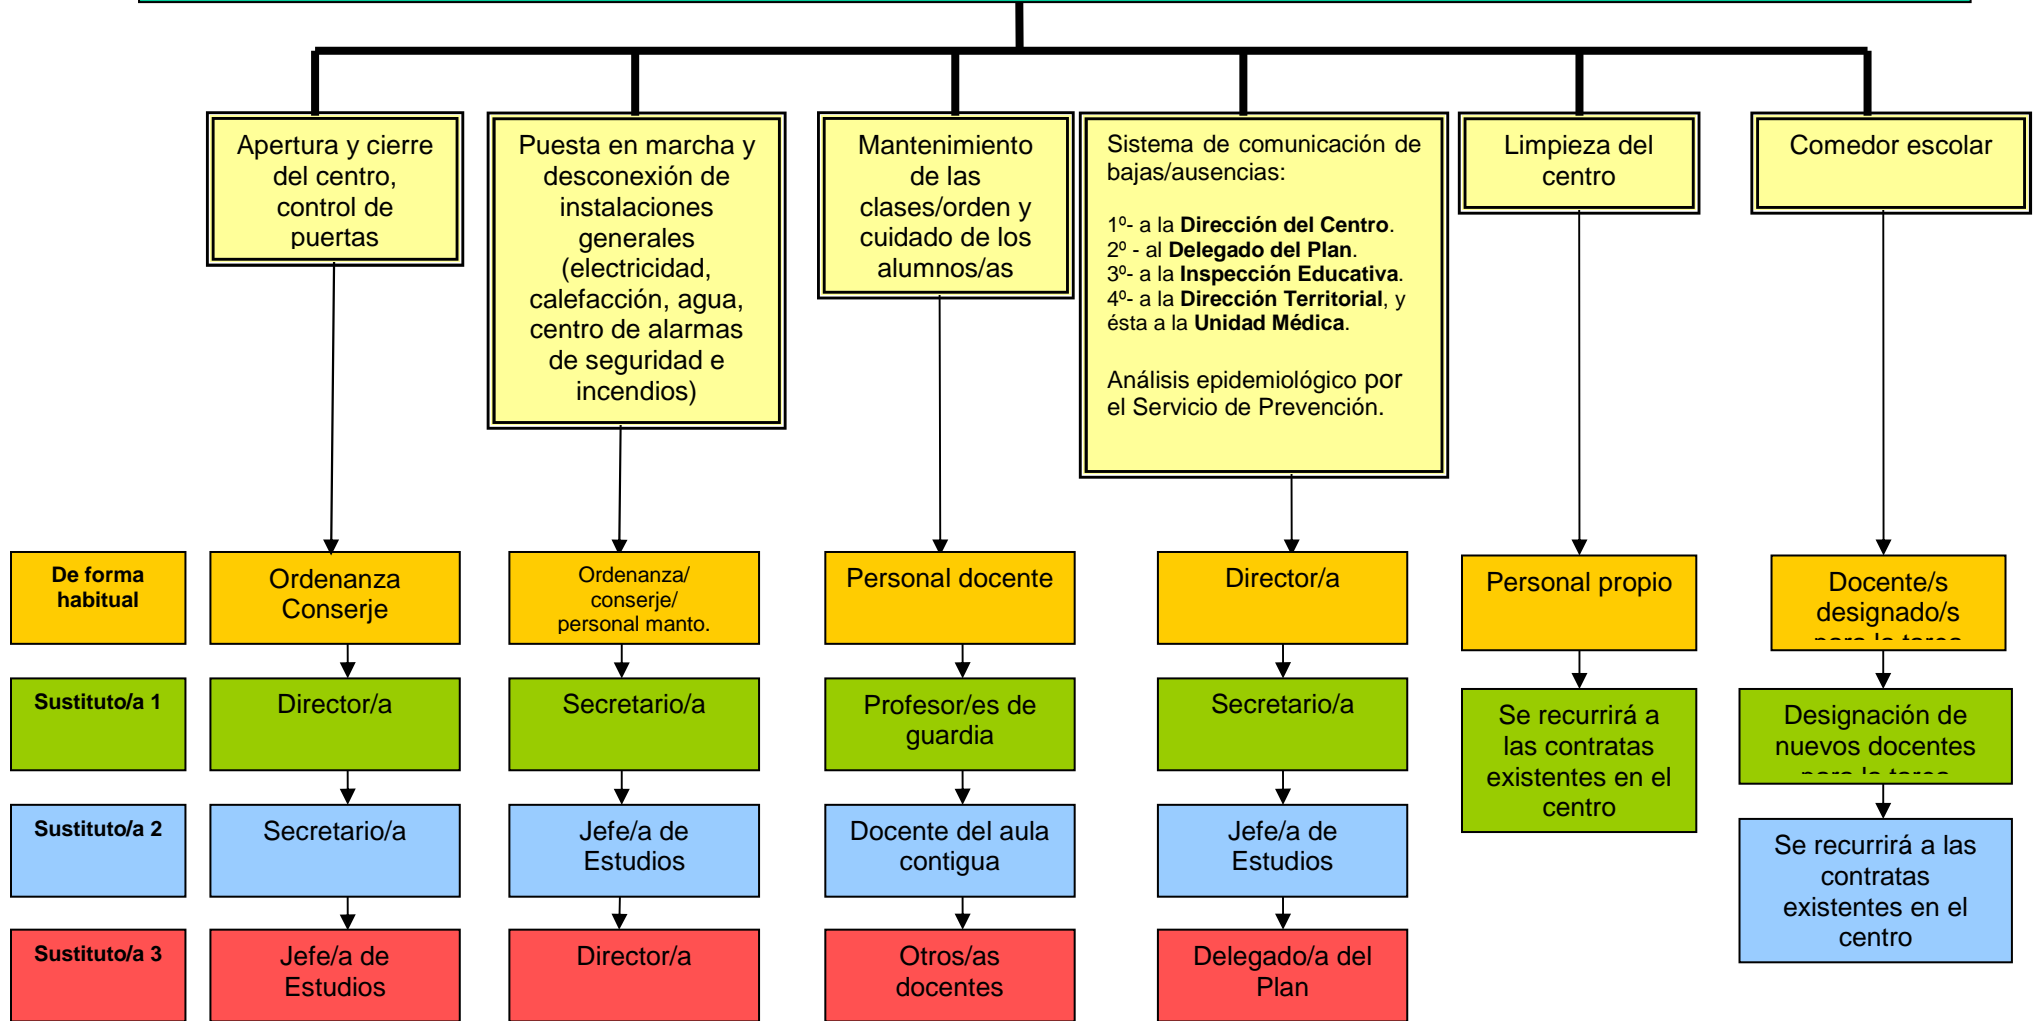 Apertura y cierre
del centro,
control de
puertas
Puesta en marcha y
desconexión de
instalaciones
generales
(electricidad,
calefacción, agua,
centro de alarmas
de seguridad e
incendios)
Mantenimiento
de las
clases/orden y
cuidado de los
alumnos/as
Sistema de comunicación de
bajas/ausencias:
1º- a la Dirección del Centro.
2º - al Delegado del Plan.
3º- a la Inspección Educativa.
4º- a la Dirección Territorial, y
ésta a la Unidad Médica.
Análisis epidemiológico por
el Servicio de Prevención.
Limpieza del
centro
Comedor escolar
De forma
habitual
Ordenanza
Conserje
Ordenanza/
conserje/
personal manto.
Personal docente
Director/a
Personal propio
Docente/s
designado/s
para la tarea
Sustituto/a 1
Director/a
Secretario/a
Profesor/es de
guardia
Secretario/a
Se recurrirá a
las contratas
existentes en el
centro
Designación de
nuevos docentes
para la tarea
Sustituto/a 2
Secretario/a
Jefe/a de
Estudios
Docente del aula
contigua
Jefe/a de
Estudios
Se recurrirá a las
contratas
existentes en el
centro
Sustituto/a 3
Jefe/a de
Estudios
Director/a
Otros/as
docentes
Delegado/a del
Plan